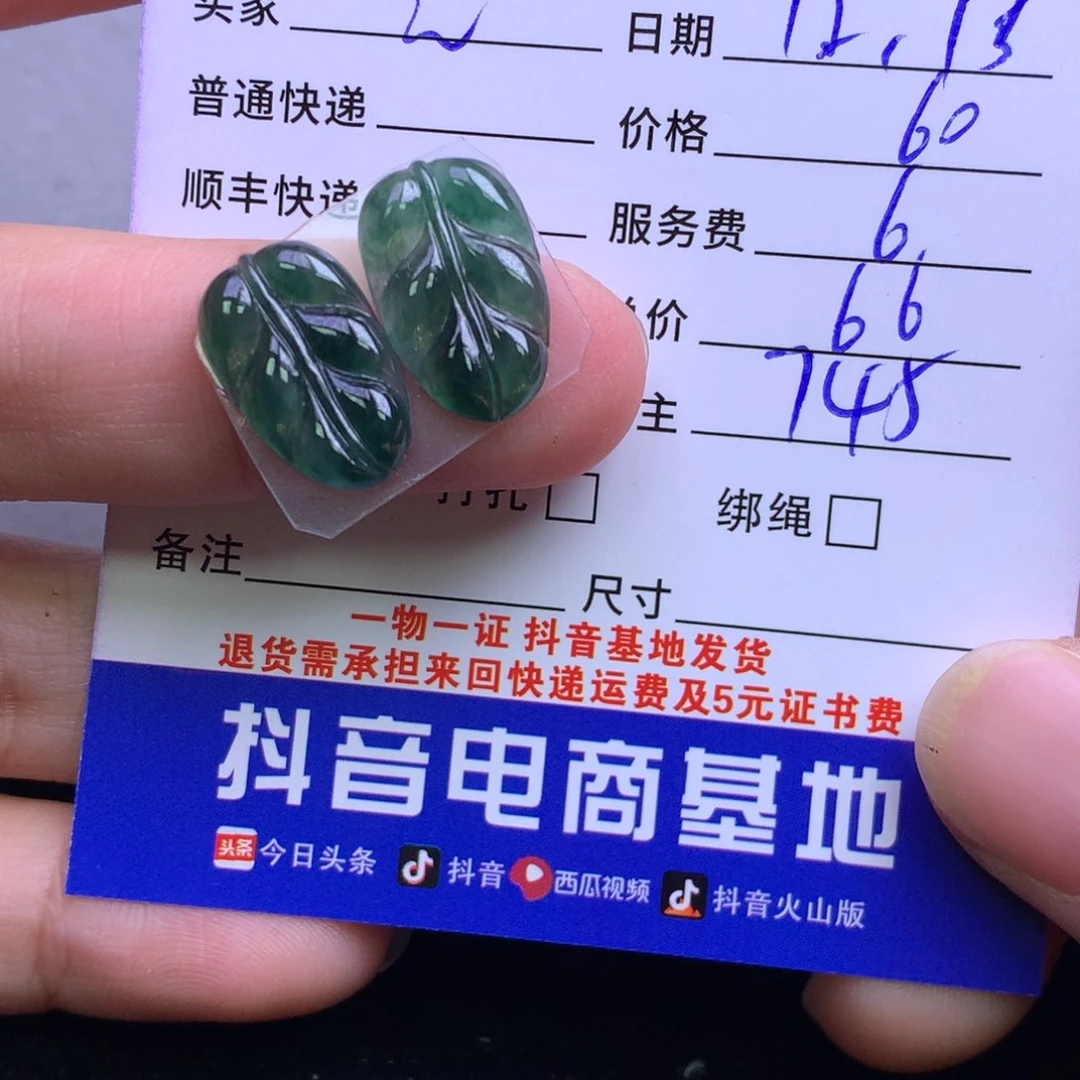 买家 日期 12.13
普通快递 价格 60
顺丰快递 服务费 6.
价 66
主 748
打孔 绑绳
备注 尺寸
一物一证 抖音基地发货
退货需承担来回快递运费及5元证书费
抖音电商基地
头条 今日头条 抖音 西瓜视频 抖音火山版